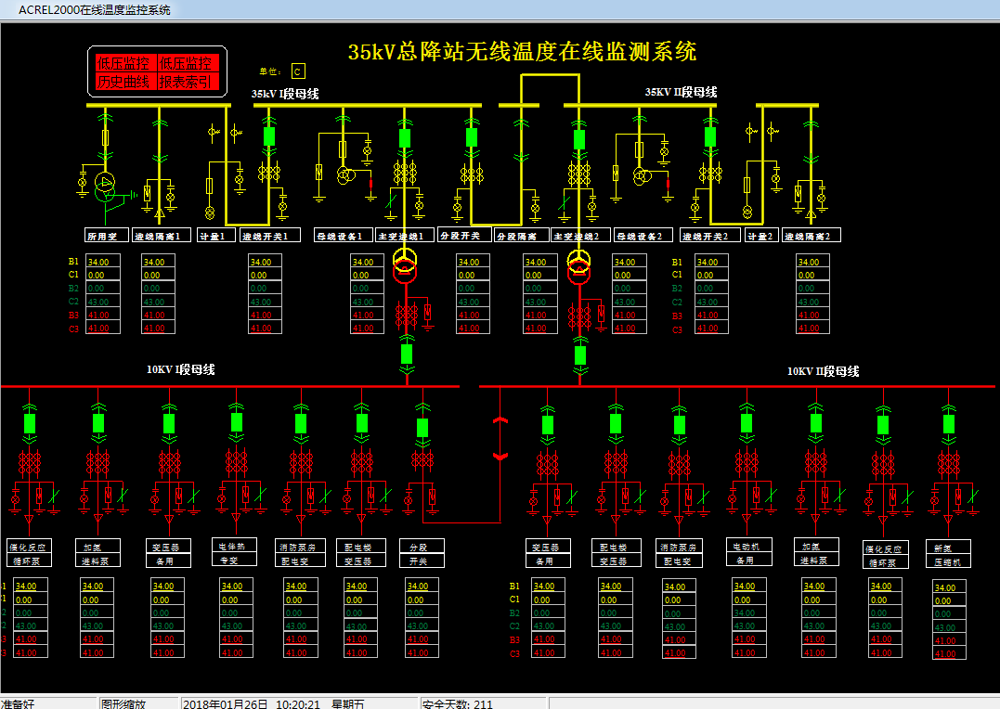 ACREL2000在线温度监控系统
35kV总降站无线温度在线监测系统
低压监控 低压监控
历史曲线 报表索引
单位: C
35kV I段母线
35KV II段母线
所用变 进线隔离1 计量1 进线开关1 母线设备1 主变进线1 分段开关 分段隔离 主变进线2 母线设备2 进线开关2 计量2 进线隔离2
B1 34.00 34.00 34.00 34.00 34.00 34.00 34.00 B1 34.00 34.00
C1 0.00 0.00 0.00 0.00 0.00 0.00 0.00 C1 0.00 0.00
B2 0.00 0.00 0.00 0.00 0.00 0.00 0.00 B2 0.00 0.00
C2 43.00 43.00 43.00 43.00 43.00 43.00 43.00 C2 43.00 43.00
B3 41.00 41.00 41.00 41.00 41.00 41.00 41.00 B3 41.00 41.00
C3 41.00 41.00 41.00 41.00 41.00 41.00 41.00 C3 41.00 41.00
10KV I段母线
10KV II段母线
催化反应 加氢 变压器 电伴热 消防泵房 配电楼 分段 变压器 配电楼 消防泵房 电动机 加氢 催化反应 新氢
循环泵 进料泵 备用 专变 配电变 变压器 开关 备用 变压器 配电变 备用 进料泵 循环泵 压缩机
34.00 34.00 34.00 34.00 34.00 34.00 34.00 B1 34.00 34.00 34.00 34.00 34.00 34.00 34.00
0.00 0.00 0.00 0.00 0.00 0.00 0.00 C1 0.00 0.00 0.00 0.00 0.00 0.00 0.00
0.00 0.00 0.00 0.00 0.00 0.00 0.00 B2 0.00 0.00 0.00 34.00 0.00 0.00 0.00
43.00 43.00 43.00 43.00 43.00 43.00 43.00 C2 43.00 43.00 43.00 43.00 43.00 43.00 43.00
41.00 41.00 41.00 41.00 41.00 41.00 41.00 B3 41.00 41.00 41.00 41.00 41.00 41.00 41.00
41.00 41.00 41.00 41.00 41.00 41.00 41.00 C3 41.00 41.00 41.00 41.00 41.00 41.00 41.00
准备好 图形缩放 2018年01月26日 10:20:21 星期五 安全天数: 211